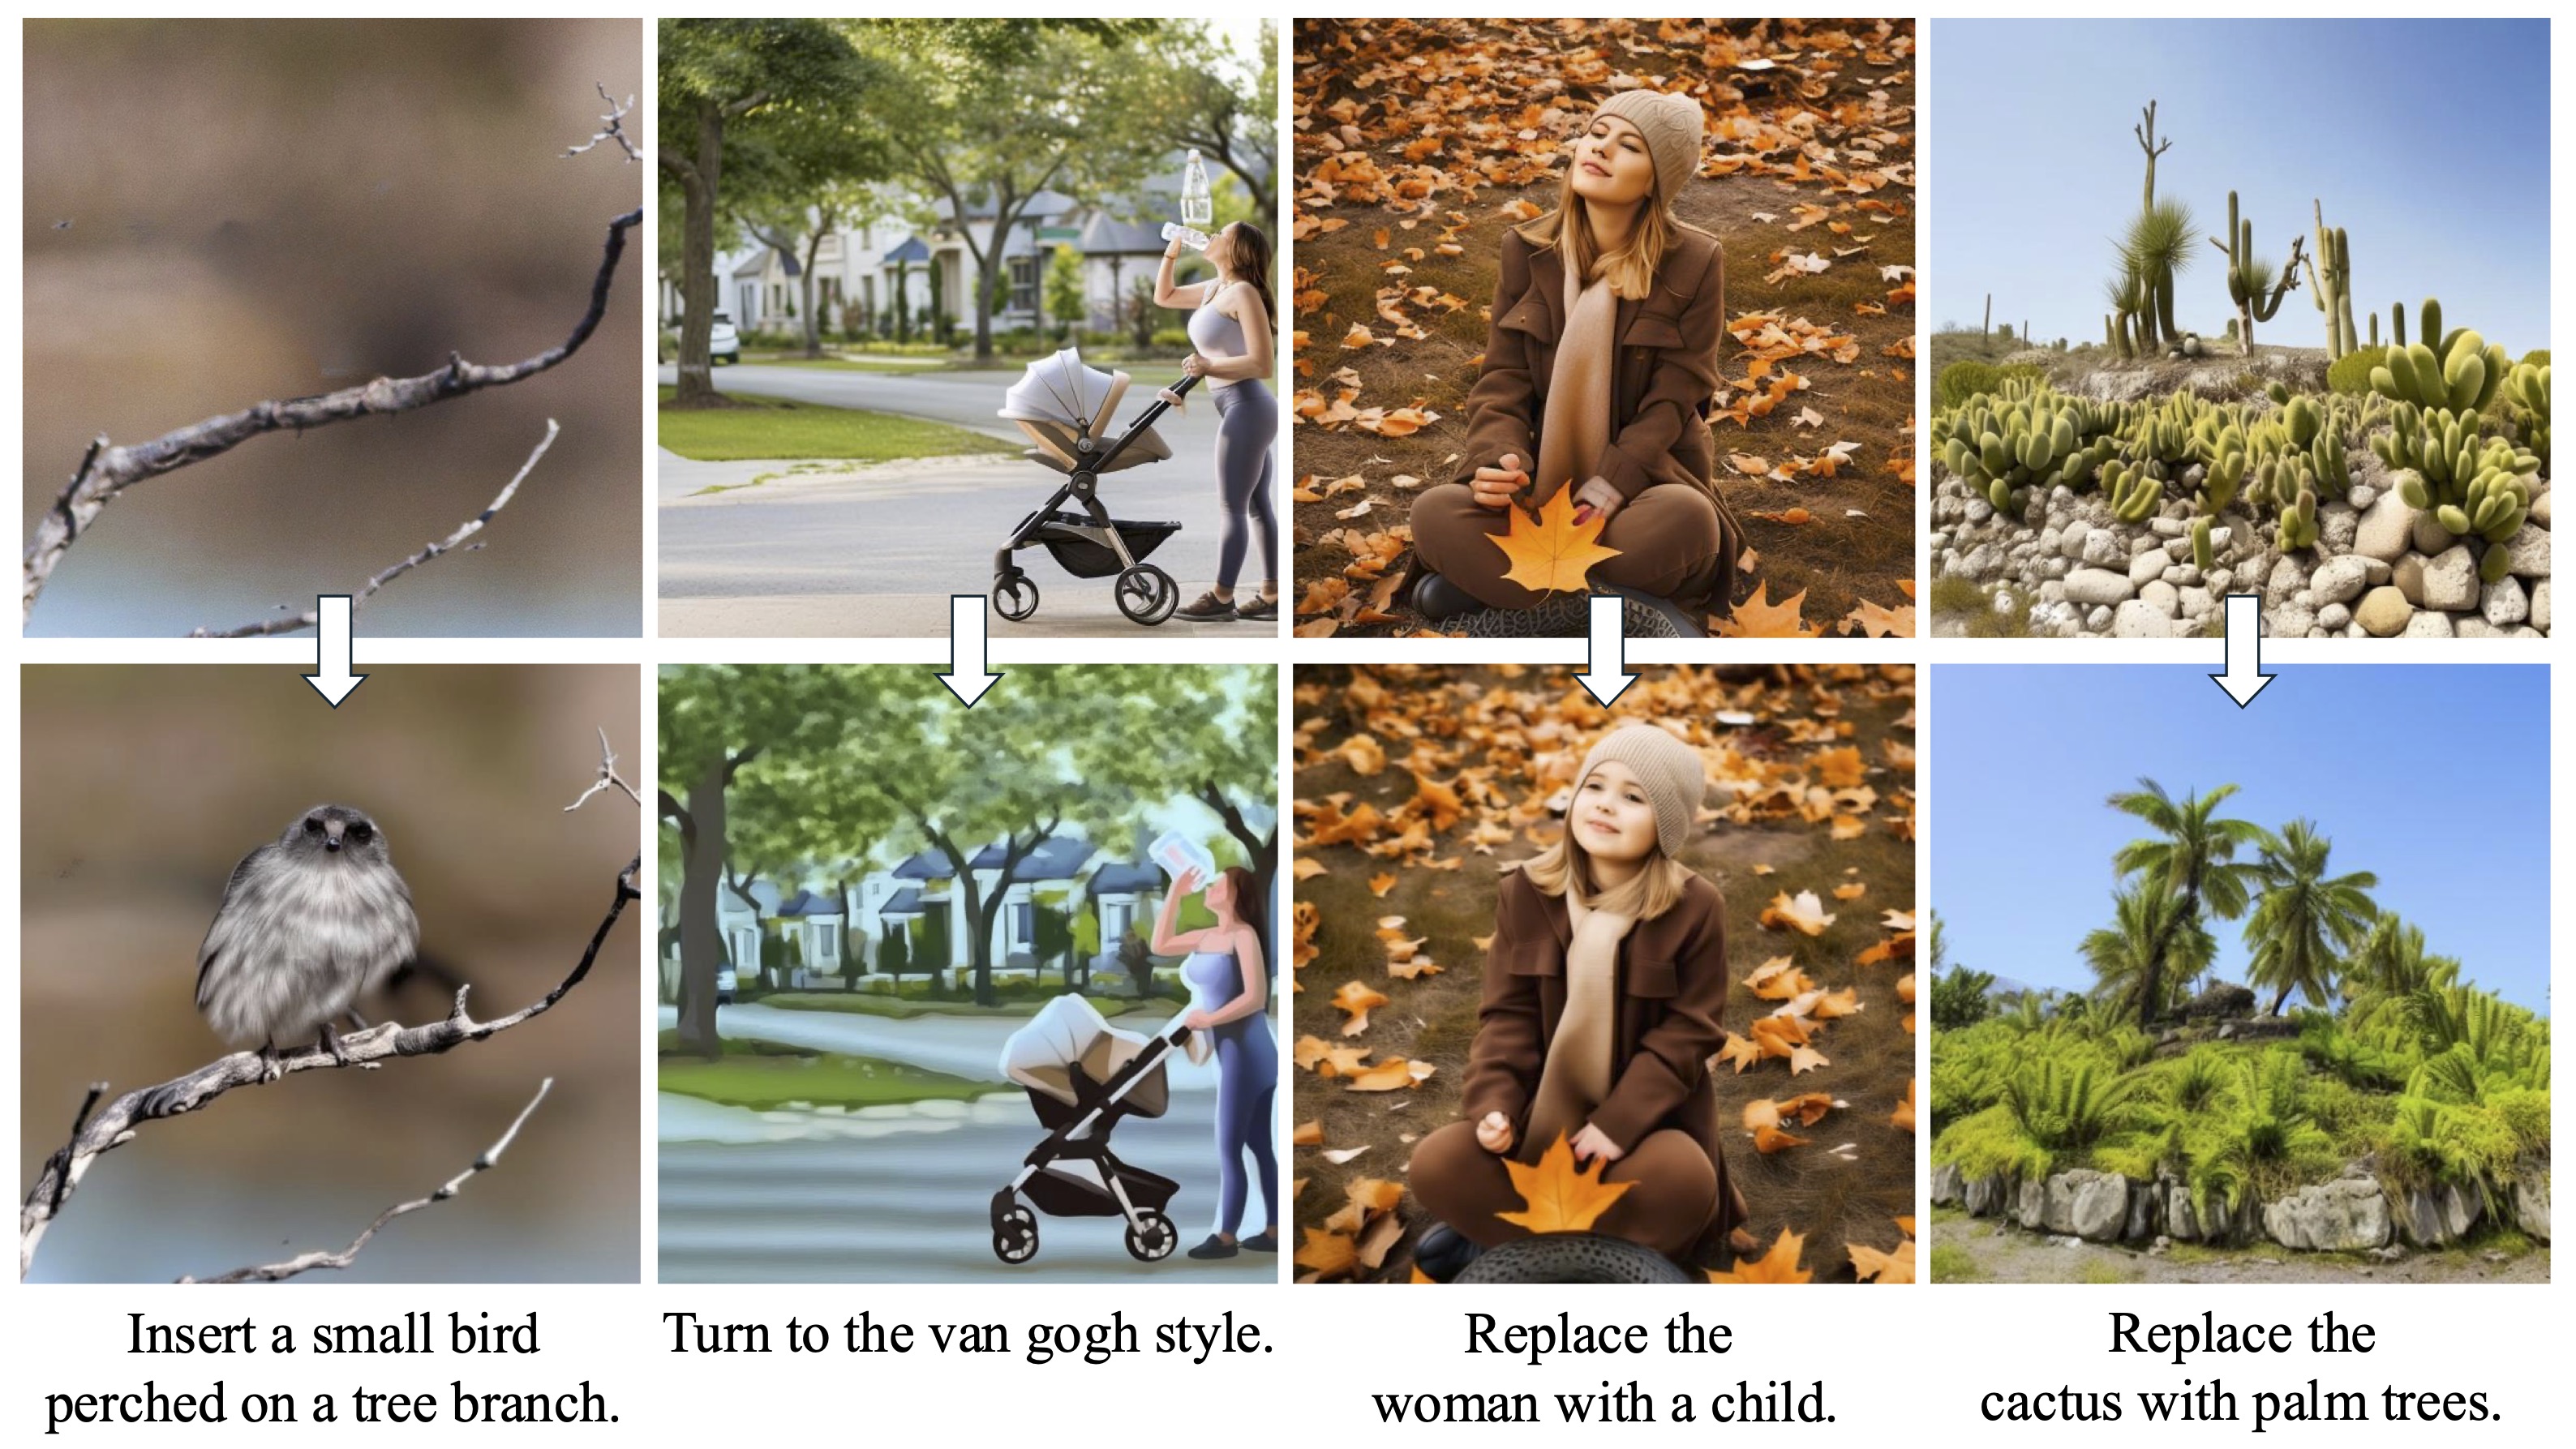 Insert a small bird
perched on a tree branch.
Turn to the van gogh style.
Replace the
woman with a child.
Replace the
cactus with palm trees.